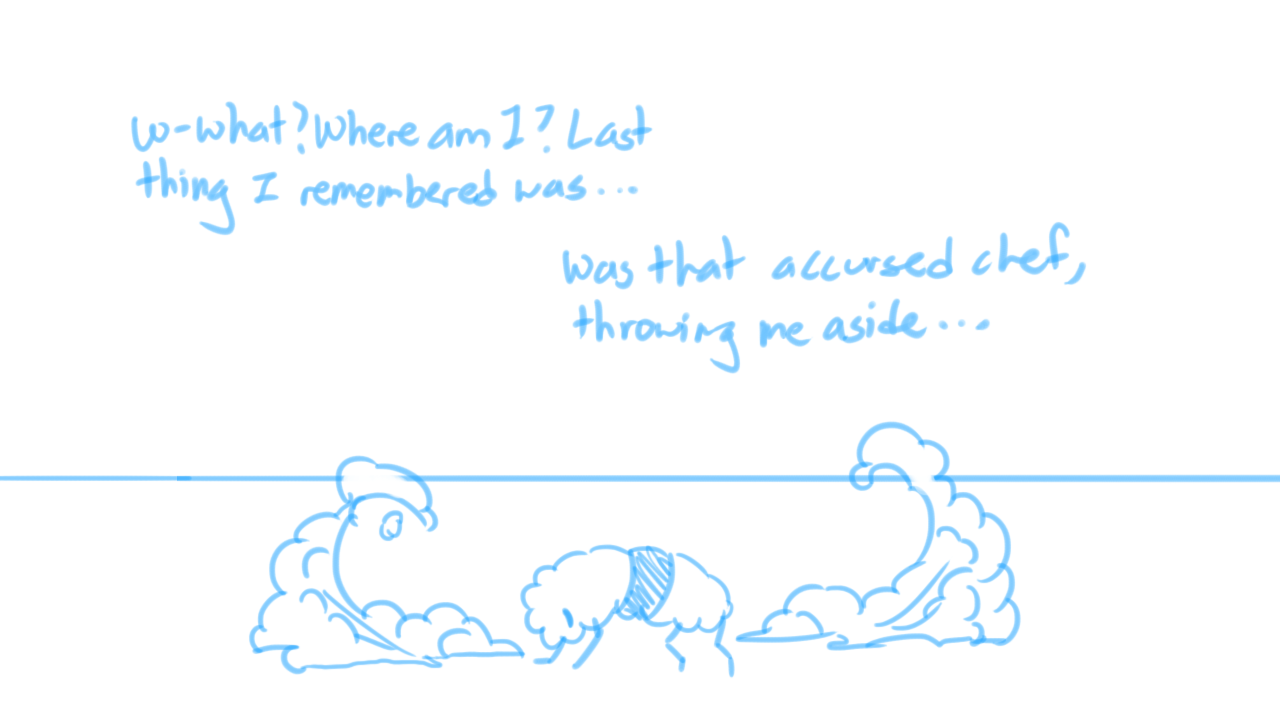 w-what? Where am I? Last
thing I remembered was...
was that accursed chef,
throwing me aside...